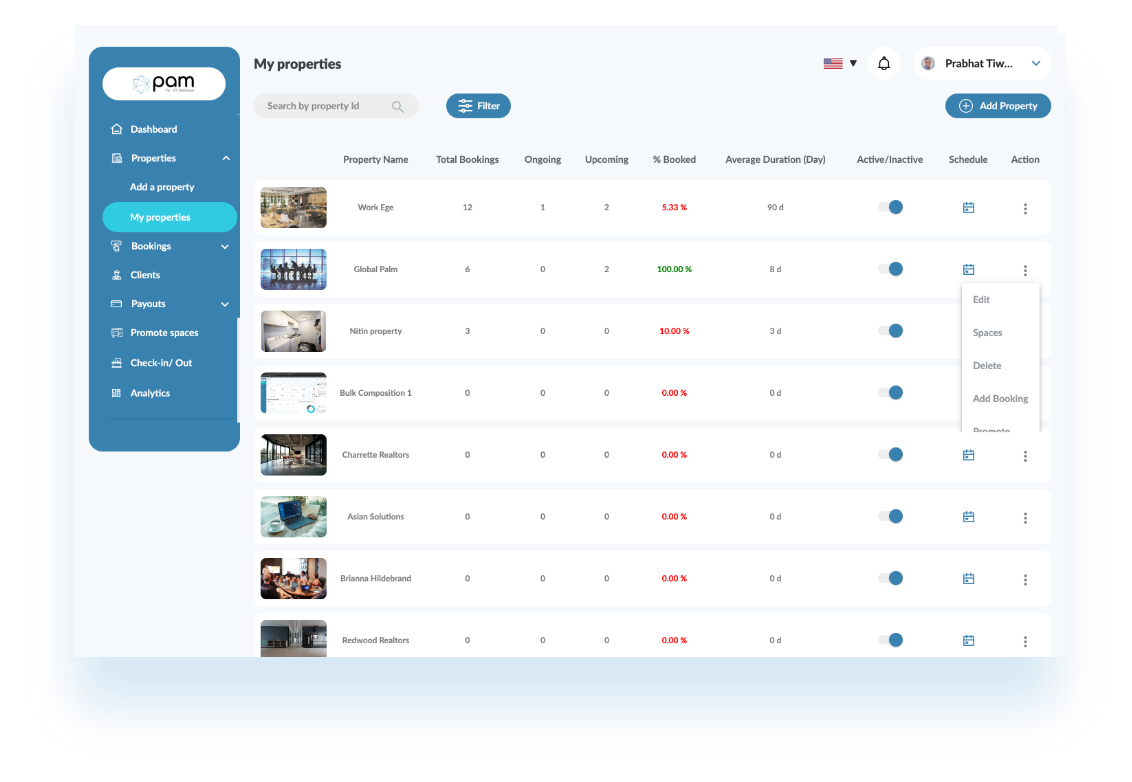 pam
My properties
Prabhat Tiw...
Search by property Id
Filter
Add Property
Dashboard
Properties
Add a property
My properties
Bookings
Clients
Payouts
Promote spaces
Check-in/ Out
Analytics
Property Name Total Bookings Ongoing Upcoming % Booked Average Duration (Day) Active/Inactive Schedule Action
Work Ege 12 1 2 5.33 % 90 d
Global Palm 6 0 2 100.00 % 8 d
Nitin property 3 0 0 10.00 % 3 d
Bulk Composition 1 0 0 0 0.00 % 0 d
Charrette Realtors 0 0 0 0.00 % 0 d
Asian Solutions 0 0 0 0.00 % 0 d
Brianna Hildebrand 0 0 0 0.00 % 0 d
Redwood Realtors 0 0 0 0.00 % 0 d
Edit
Spaces
Delete
Add Booking
Promote